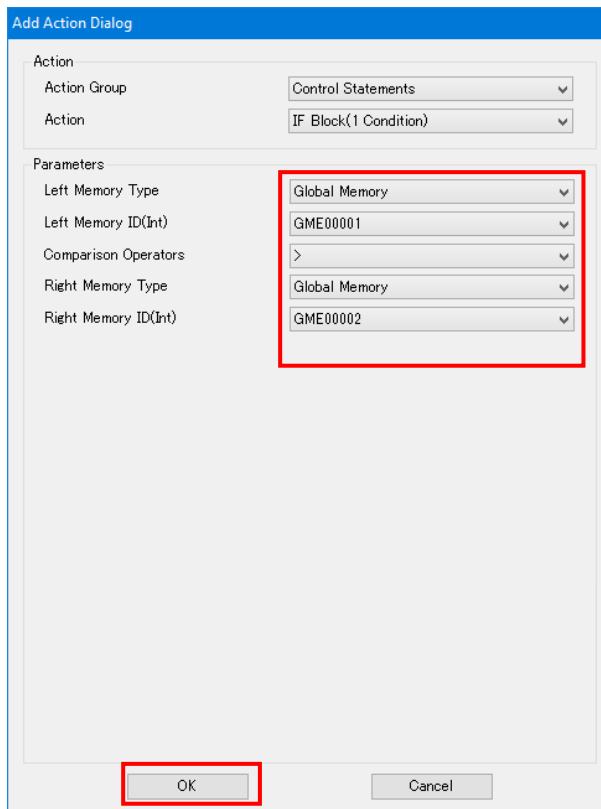 Add Action Dialog
Action
Action Group Control Statements
Action IF Block(1 Condition)
Parameters
Left Memory Type Global Memory
Left Memory ID(Int) GME00001
Comparison Operators >
Right Memory Type Global Memory
Right Memory ID(Int) GME00002
OK Cancel